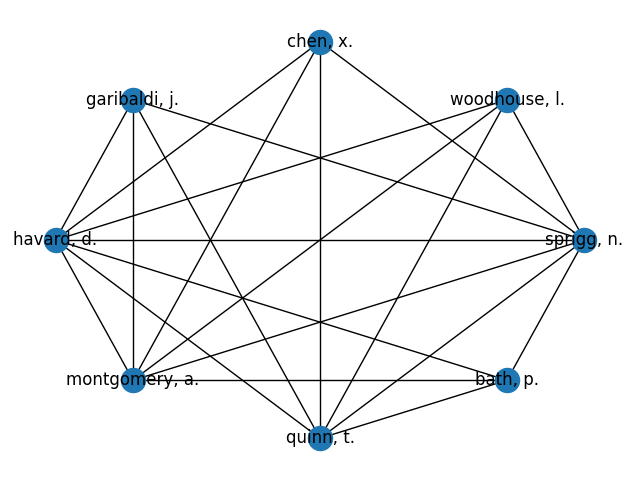 chen, x.
garibaldi, j.
woodhouse, l.
havard, d.
sprigg, n.
montgomery, a.
bath, p.
quinn, t.